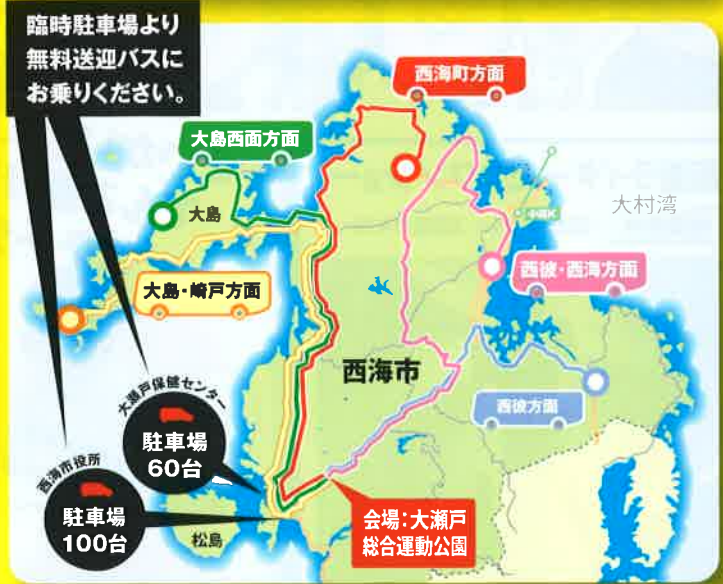 臨時駐車場より
無料送迎バスに
お乗りください。
西海町方面
大島西面方面
大島
大村湾
大島・崎戸方面
西彼・西海方面
西海市
大瀬戸保健センター
駐車場
60台
西彼方面
西海市役所
駐車場
100台
松島
会場:大瀬戸
総合運動公園